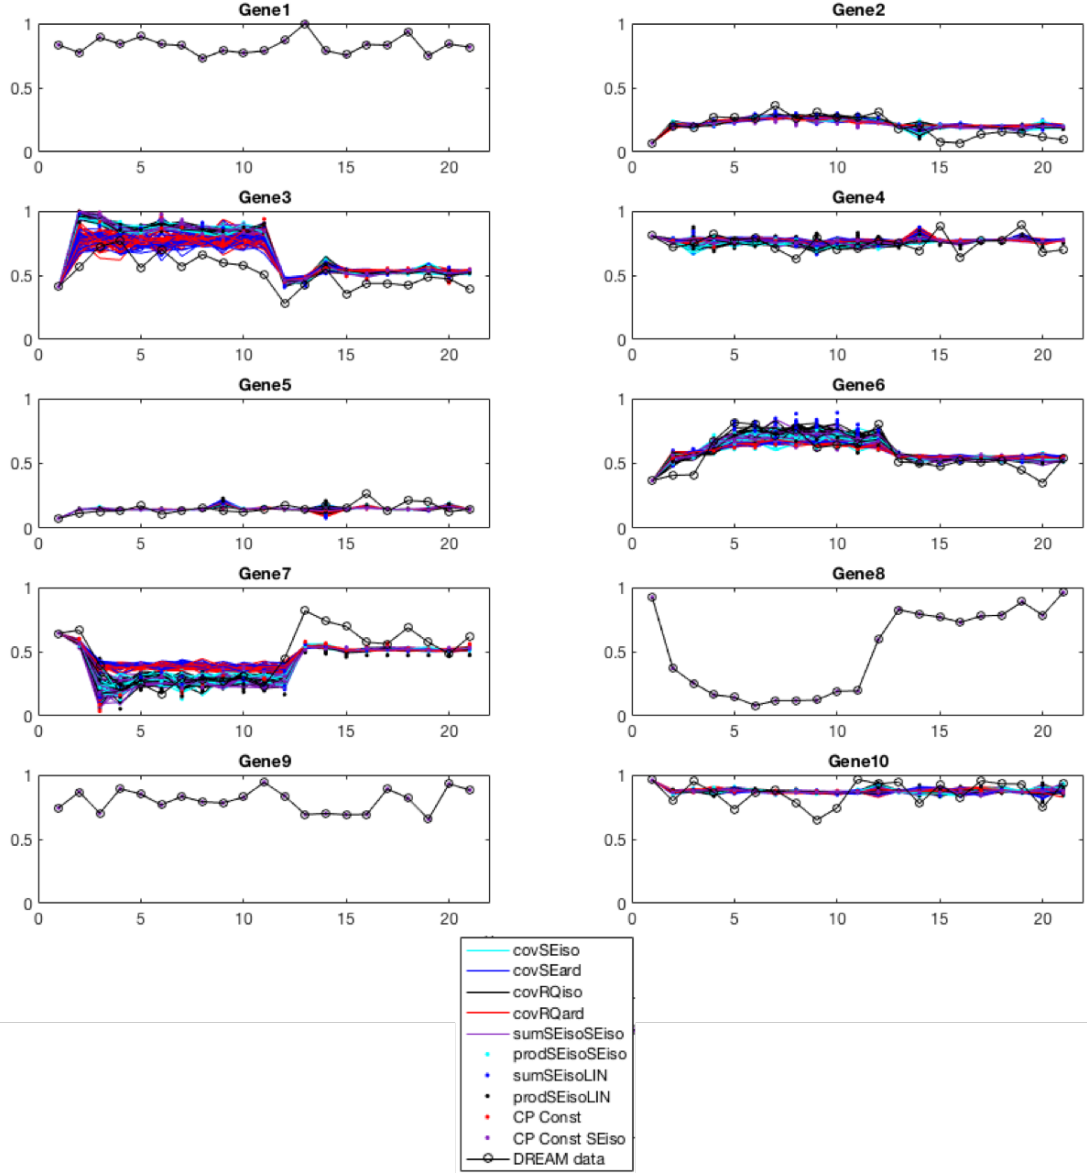 Gene1
Gene2
1
0.5
0
0 5 10 15 20
1
0.5
0
0 5 10 15 20
Gene3
Gene4
1
0.5
0
0 5 10 15 20
1
0.5
0
0 5 10 15 20
Gene5
Gene6
1
0.5
0
0 5 10 15 20
1
0.5
0
0 5 10 15 20
Gene7
Gene8
1
0.5
0
0 5 10 15 20
1
0.5
0
0 5 10 15 20
Gene9
Gene10
1
0.5
0
0 5 10 15 20
1
0.5
0
0 5 10 15 20
covSEiso
covSEard
covRQiso
covRQard
sumSEisoSEiso
prodSEisoSEiso
sumSEisoLIN
prodSEisoLIN
CP Const
CP Const SEiso
DREAM data